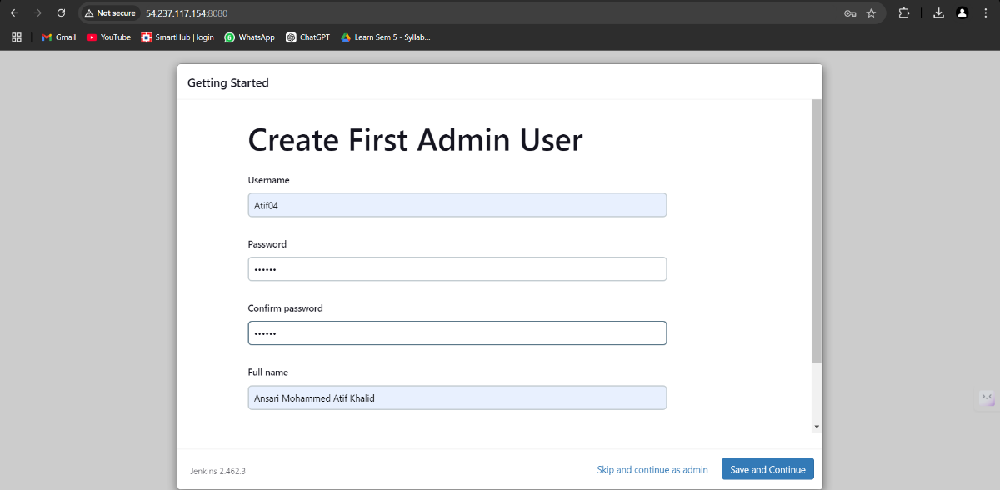 Not secure 54.237.117.154:8080
Gmail YouTube SmartHub | login WhatsApp ChatGPT Learn Sem 5 - Syllab...
Getting Started
Create First Admin User
Username
Atif04
Password
••••••
Confirm password
••••••
Full name
Ansari Mohammed Atif Khalid
Jenkins 2.462.3 Skip and continue as admin Save and Continue